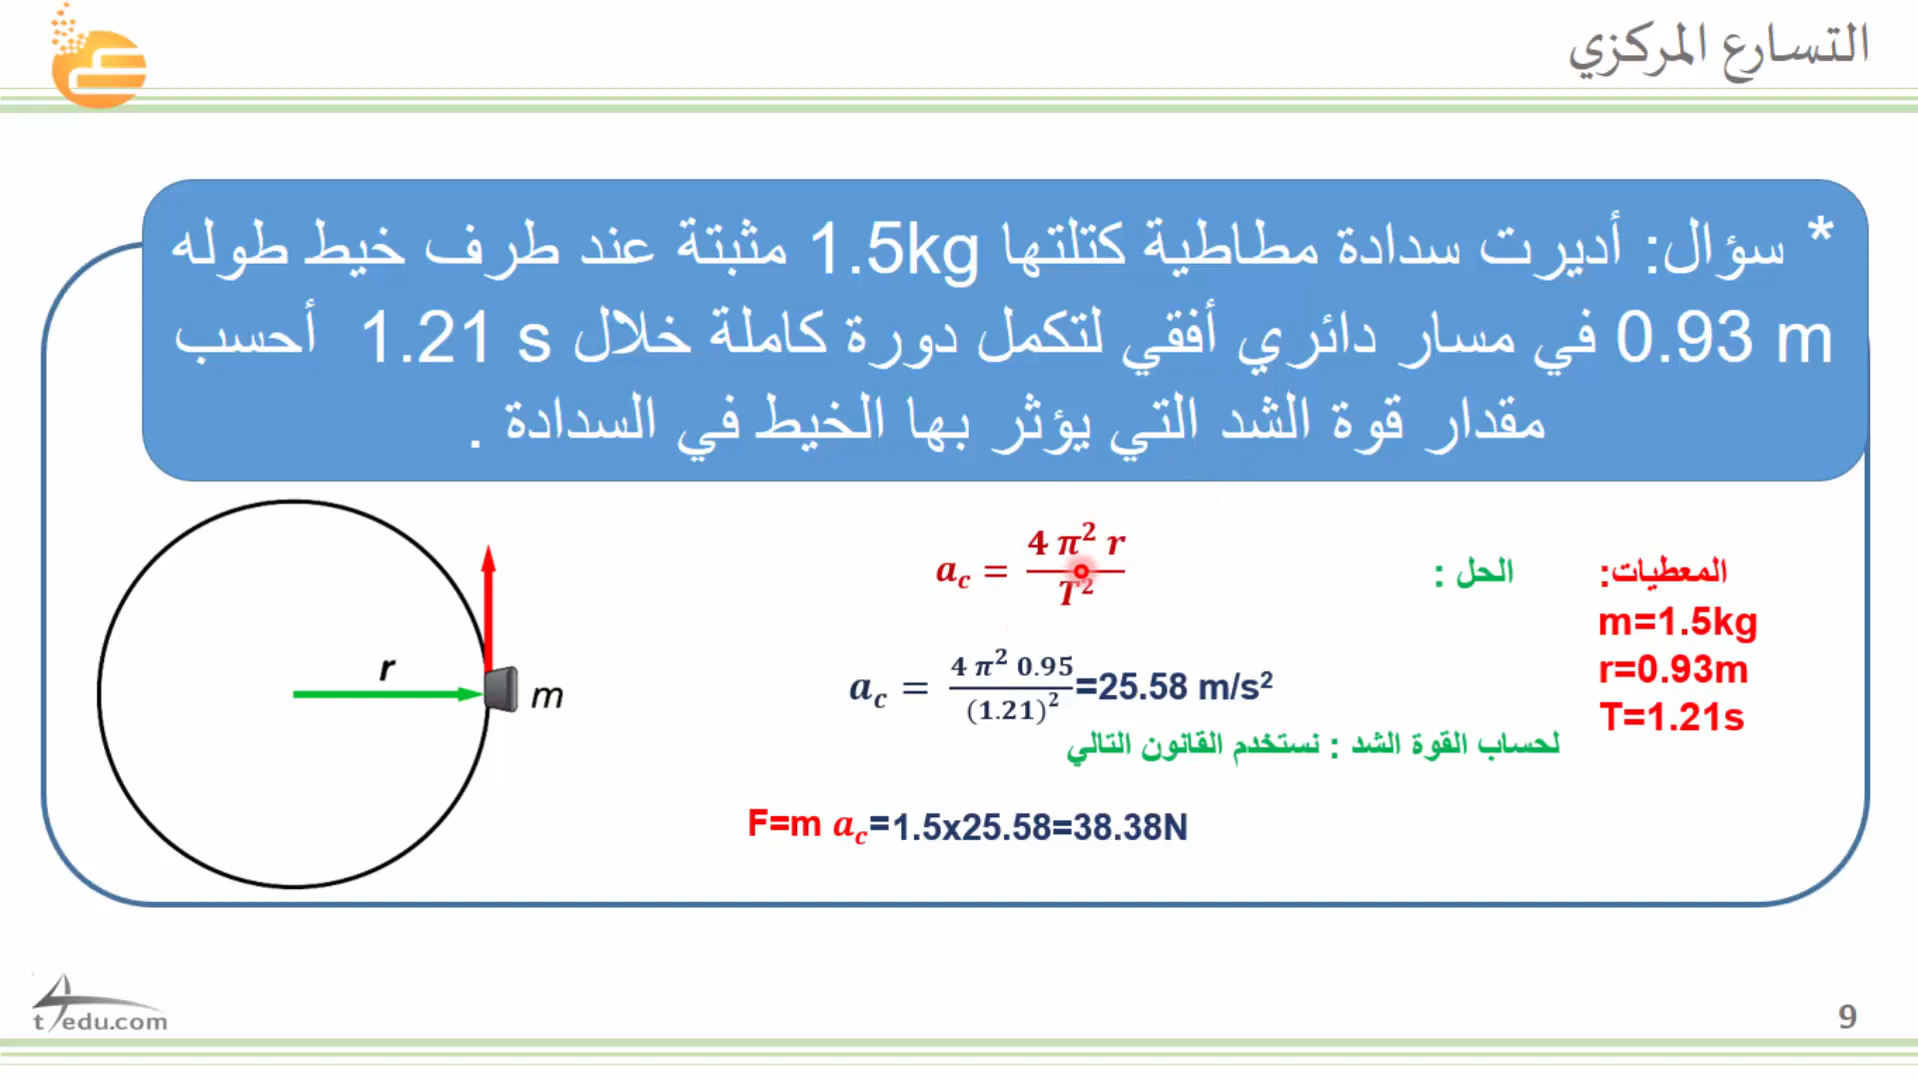 التسارع المركزي
* سؤال: أديرت سدادة مطاطية كتلتها 1.5kg مثبتة عند طرف خيط طوله
0.93 m في مسار دائري أفقي لتكمل دورة كاملة خلال 1.21 s أحسب
مقدار قوة الشد التي يؤثر بها الخيط في السدادة .
المعطيات:
m=1.5kg
r=0.93m
T=1.21s
الحل :
a_c = \frac{4 π² r}{T²}
a_c = \frac{4 π² 0.95}{(1.21)²}=25.58 m/s²
لحساب القوة الشد : نستخدم القانون التالي
F=m a_c=1.5x25.58=38.38N
r
m
t4edu.com
9